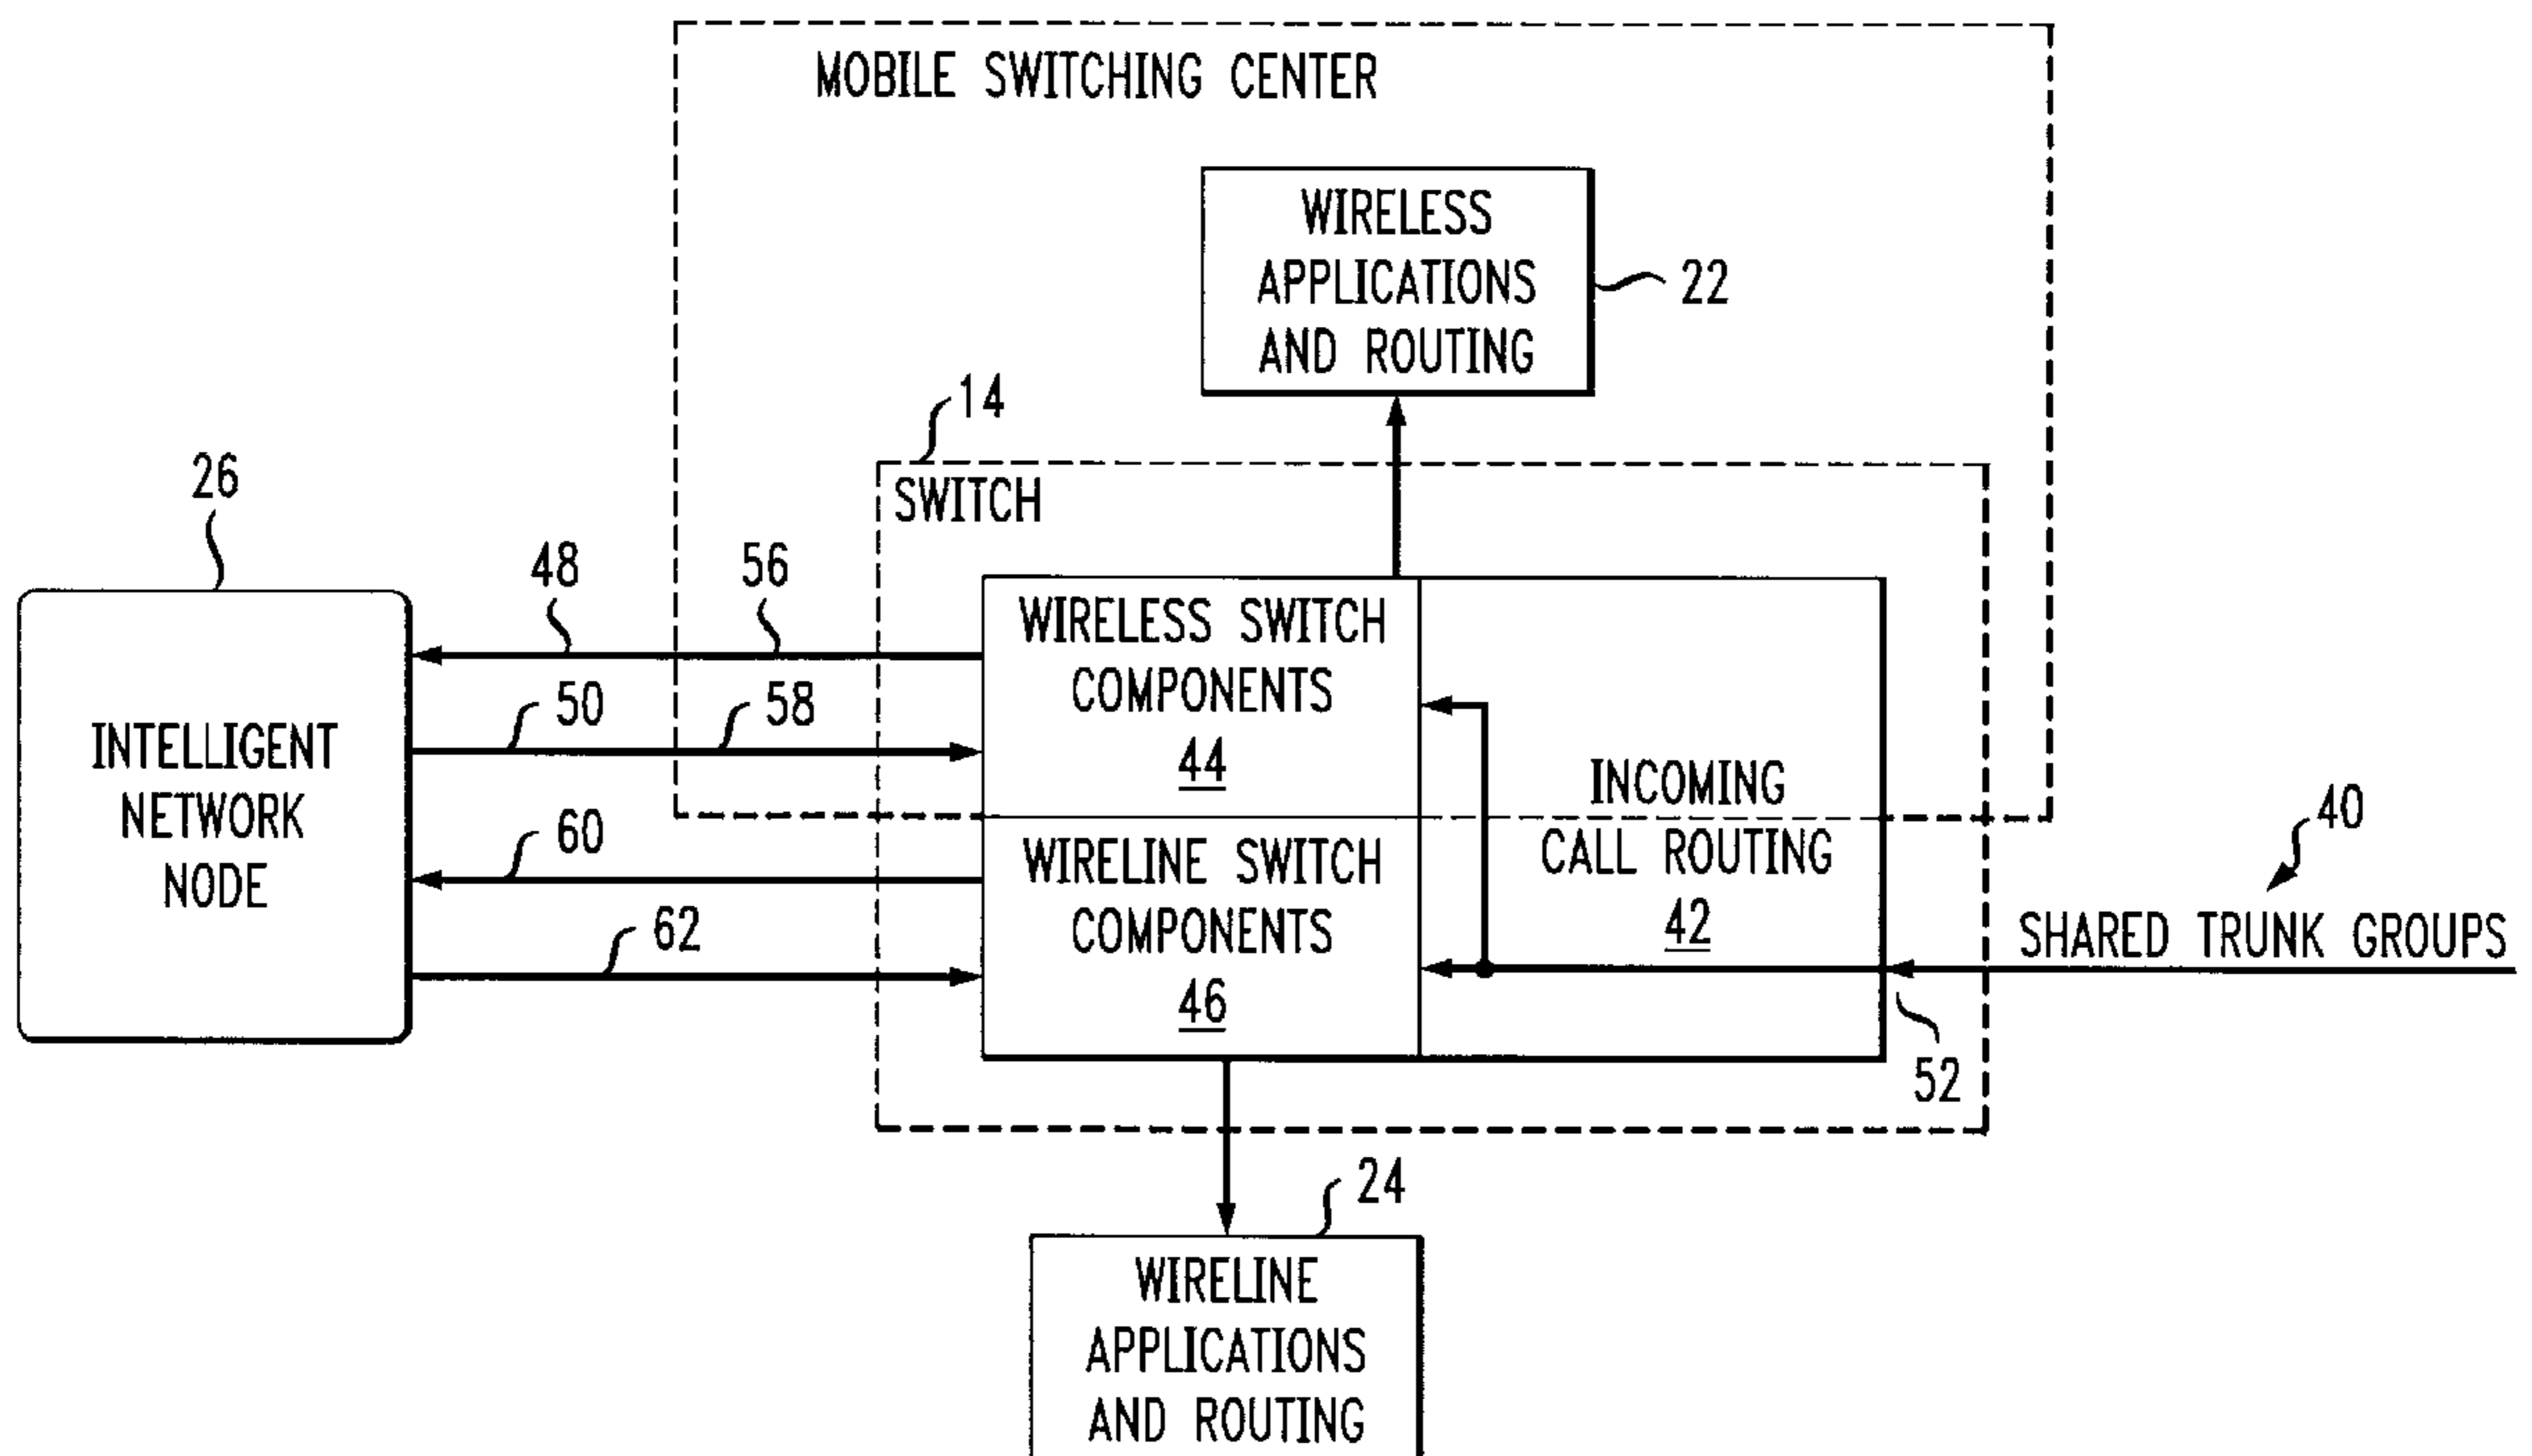 MOBILE SWITCHING CENTER
WIRELESS
APPLICATIONS
AND ROUTING
22
14
SWITCH
26
48
56
50
58
60
62
INTELLIGENT
NETWORK
NODE
WIRELESS SWITCH
COMPONENTS
44
WIRELINE SWITCH
COMPONENTS
46
INCOMING
CALL ROUTING
42
40
SHARED TRUNK GROUPS
52
24
WIRELINE
APPLICATIONS
AND ROUTING